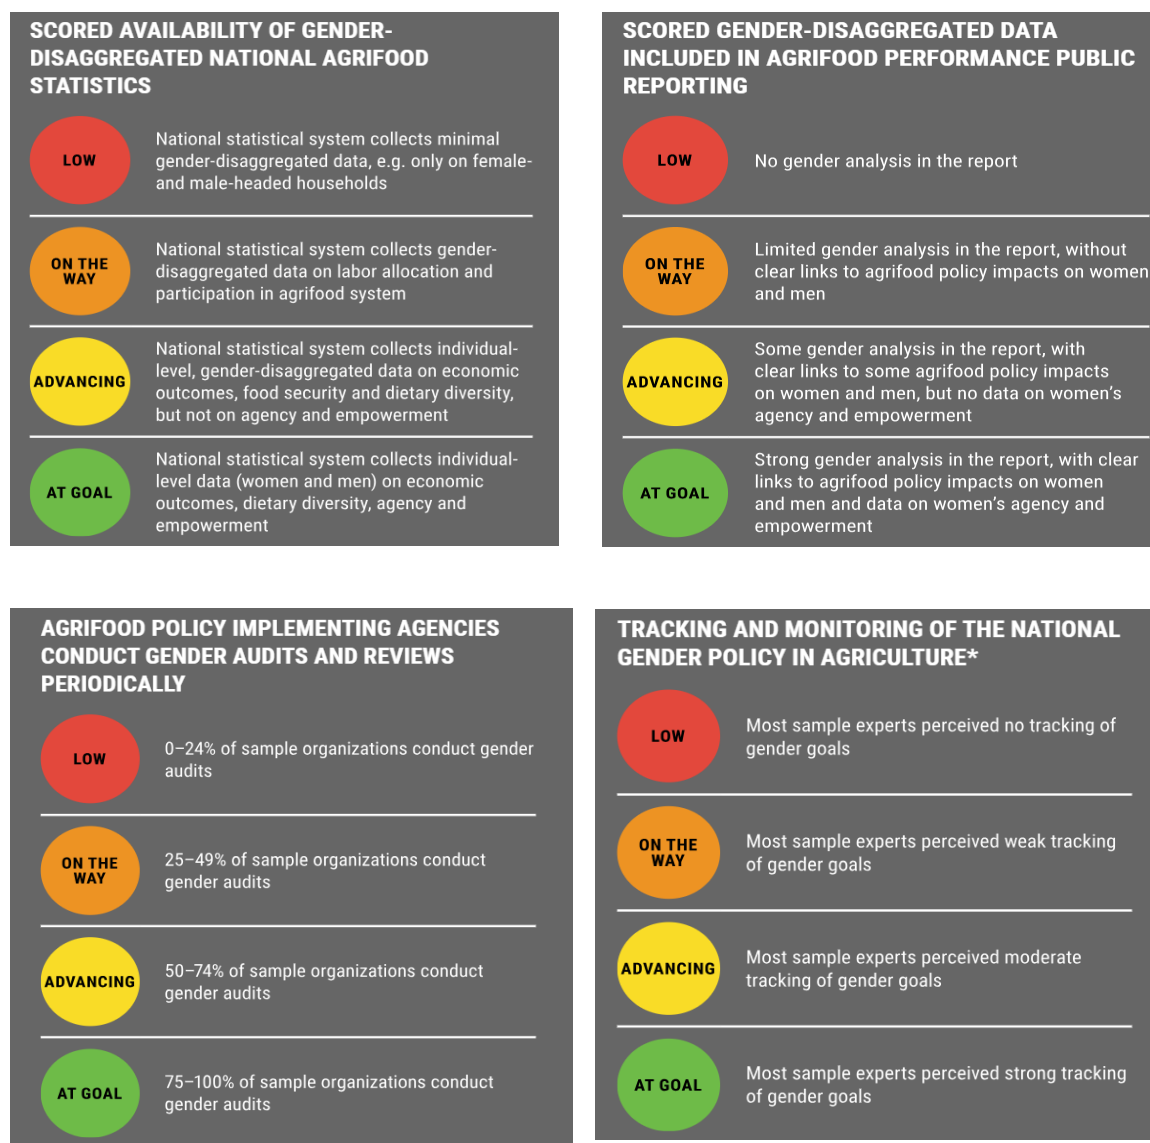 SCORED AVAILABILITY OF GENDER-
DISAGGREGATED NATIONAL AGRIFOOD
STATISTICS
LOW
National statistical system collects minimal
gender-disaggregated data, e.g. only on female-
and male-headed households
ON THE
WAY
National statistical system collects gender-
disaggregated data on labor allocation and
participation in agrifood system
ADVANCING
National statistical system collects individual-
level, gender-disaggregated data on economic
outcomes, food security and dietary diversity,
but not on agency and empowerment
AT GOAL
National statistical system collects individual-
level data (women and men) on economic
outcomes, dietary diversity, agency and
empowerment
SCORED GENDER-DISAGGREGATED DATA
INCLUDED IN AGRIFOOD PERFORMANCE PUBLIC
REPORTING
LOW
No gender analysis in the report
ON THE
WAY
Limited gender analysis in the report, without
clear links to agrifood policy impacts on women
and men
ADVANCING
Some gender analysis in the report, with
clear links to some agrifood policy impacts
on women and men, but no data on women's
agency and empowerment
AT GOAL
Strong gender analysis in the report, with clear
links to agrifood policy impacts on women
and men and data on women's agency and
empowerment
AGRIFOOD POLICY IMPLEMENTING AGENCIES
CONDUCT GENDER AUDITS AND REVIEWS
PERIODICALLY
LOW
0–24% of sample organizations conduct gender
audits
ON THE
WAY
25–49% of sample organizations conduct
gender audits
ADVANCING
50–74% of sample organizations conduct
gender audits
AT GOAL
75–100% of sample organizations conduct
gender audits
TRACKING AND MONITORING OF THE NATIONAL
GENDER POLICY IN AGRICULTURE*
LOW
Most sample experts perceived no tracking of
gender goals
ON THE
WAY
Most sample experts perceived weak tracking
of gender goals
ADVANCING
Most sample experts perceived moderate
tracking of gender goals
AT GOAL
Most sample experts perceived strong tracking
of gender goals